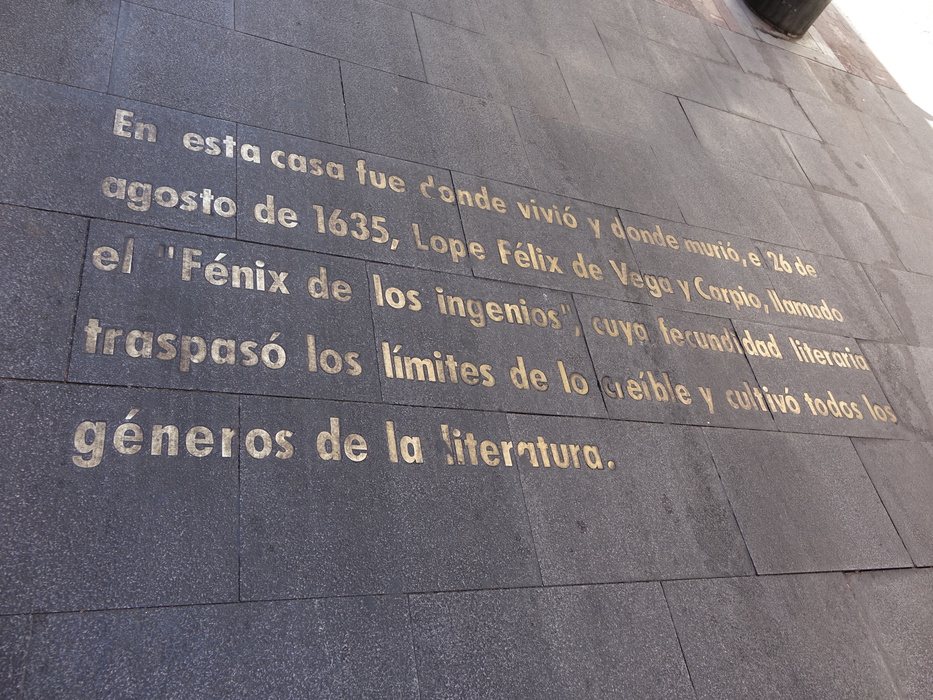 En esta casa fue donde vivió y donde murió, el 26 de
agosto de 1635, Lope Félix de Vega y Carpio, llamado
el "Fénix de los ingenios", cuya fecundidad literaria
traspasó los límites de lo creíble y cultivó todos los
géneros de la literatura.